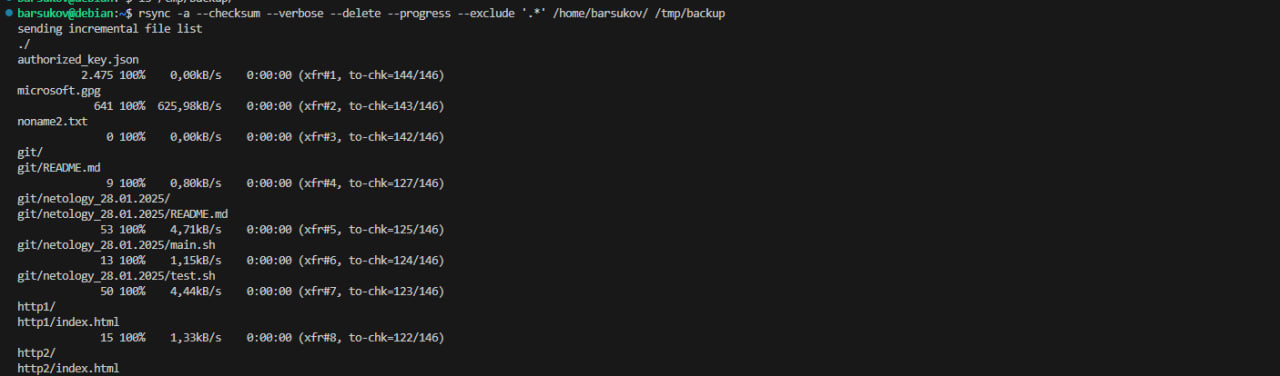 barsukov@debian:~$ rsync -a --checksum --verbose --delete --progress --exclude '.*' /home/barsukov/ /tmp/backup
sending incremental file list
./
authorized_key.json
2.475 100% 0,00kB/s 0:00:00 (xfr#1, to-chk=144/146)
microsoft.gpg
641 100% 625,98kB/s 0:00:00 (xfr#2, to-chk=143/146)
noname2.txt
0 100% 0,00kB/s 0:00:00 (xfr#3, to-chk=142/146)
git/
git/README.md
9 100% 0,80kB/s 0:00:00 (xfr#4, to-chk=127/146)
git/netology_28.01.2025/
git/netology_28.01.2025/README.md
53 100% 4,71kB/s 0:00:00 (xfr#5, to-chk=125/146)
git/netology_28.01.2025/main.sh
13 100% 1,15kB/s 0:00:00 (xfr#6, to-chk=124/146)
git/netology_28.01.2025/test.sh
50 100% 4,44kB/s 0:00:00 (xfr#7, to-chk=123/146)
http1/
http1/index.html
15 100% 1,33kB/s 0:00:00 (xfr#8, to-chk=122/146)
http2/
http2/index.html